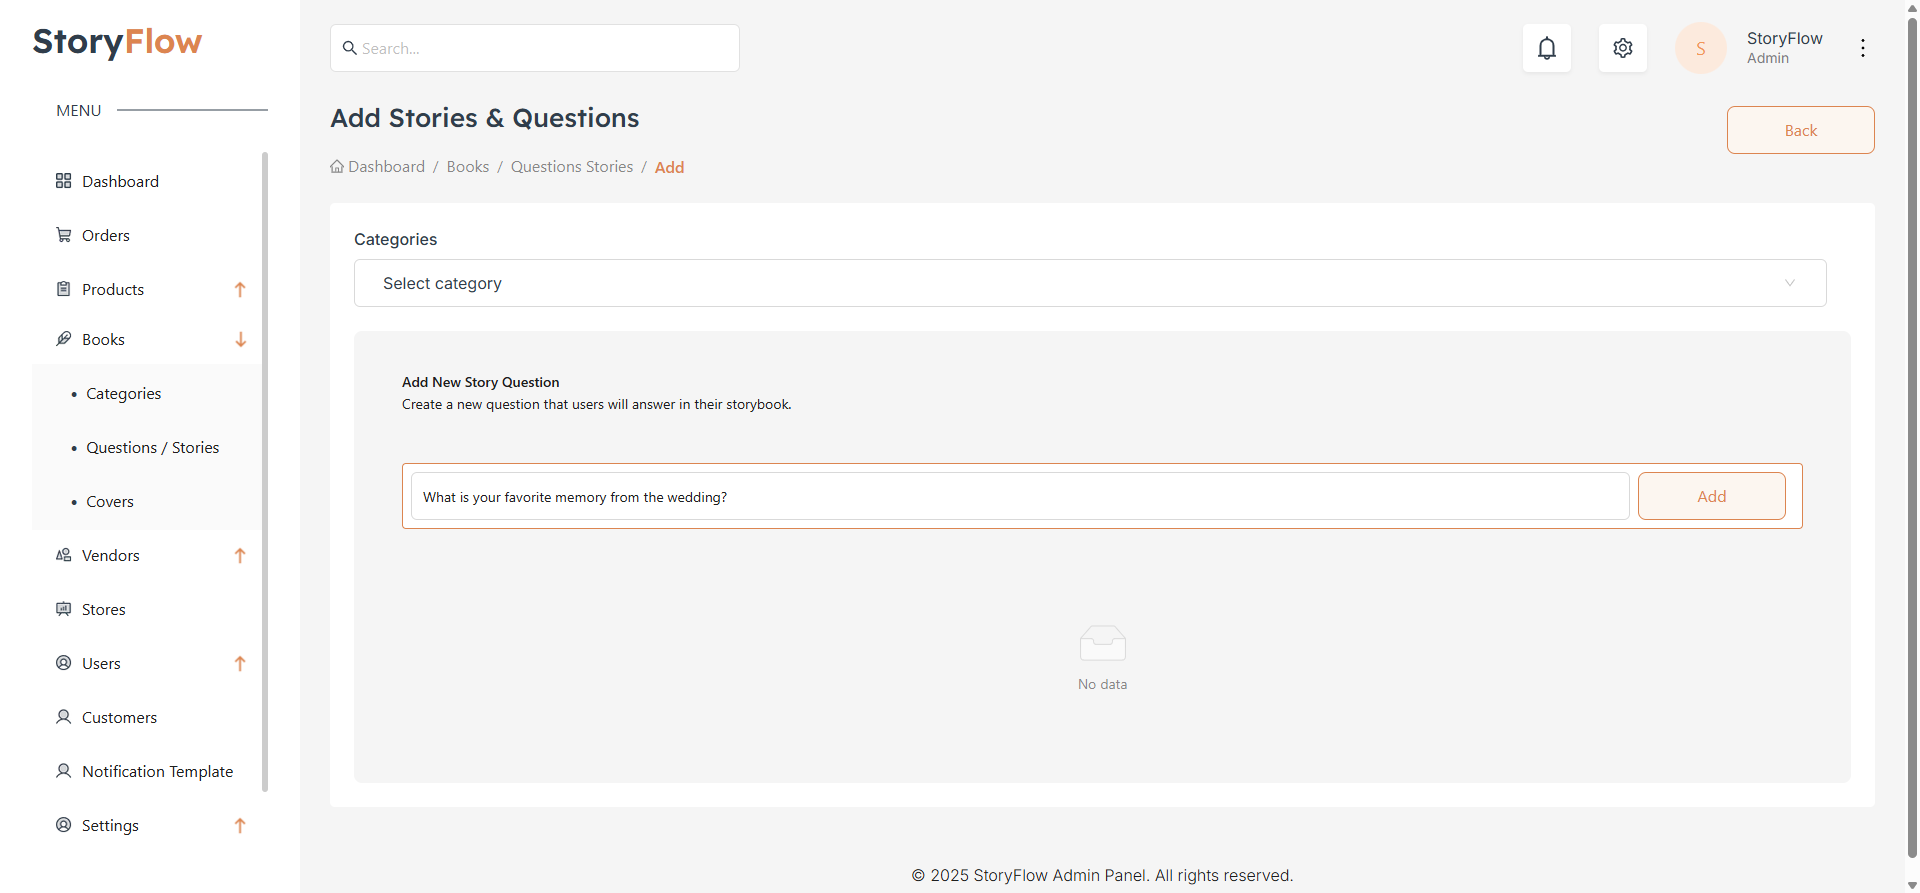 StoryFlow
MENU
Dashboard
Orders
Products
Books
• Categories
• Questions / Stories
• Covers
Vendors
Stores
Users
Customers
Notification Template
Settings
Search...
S
StoryFlow
Admin
Add Stories & Questions
Back
Dashboard / Books / Questions Stories / Add
Categories
Select category
Add New Story Question
Create a new question that users will answer in their storybook.
What is your favorite memory from the wedding?
Add
No data
© 2025 StoryFlow Admin Panel. All rights reserved.